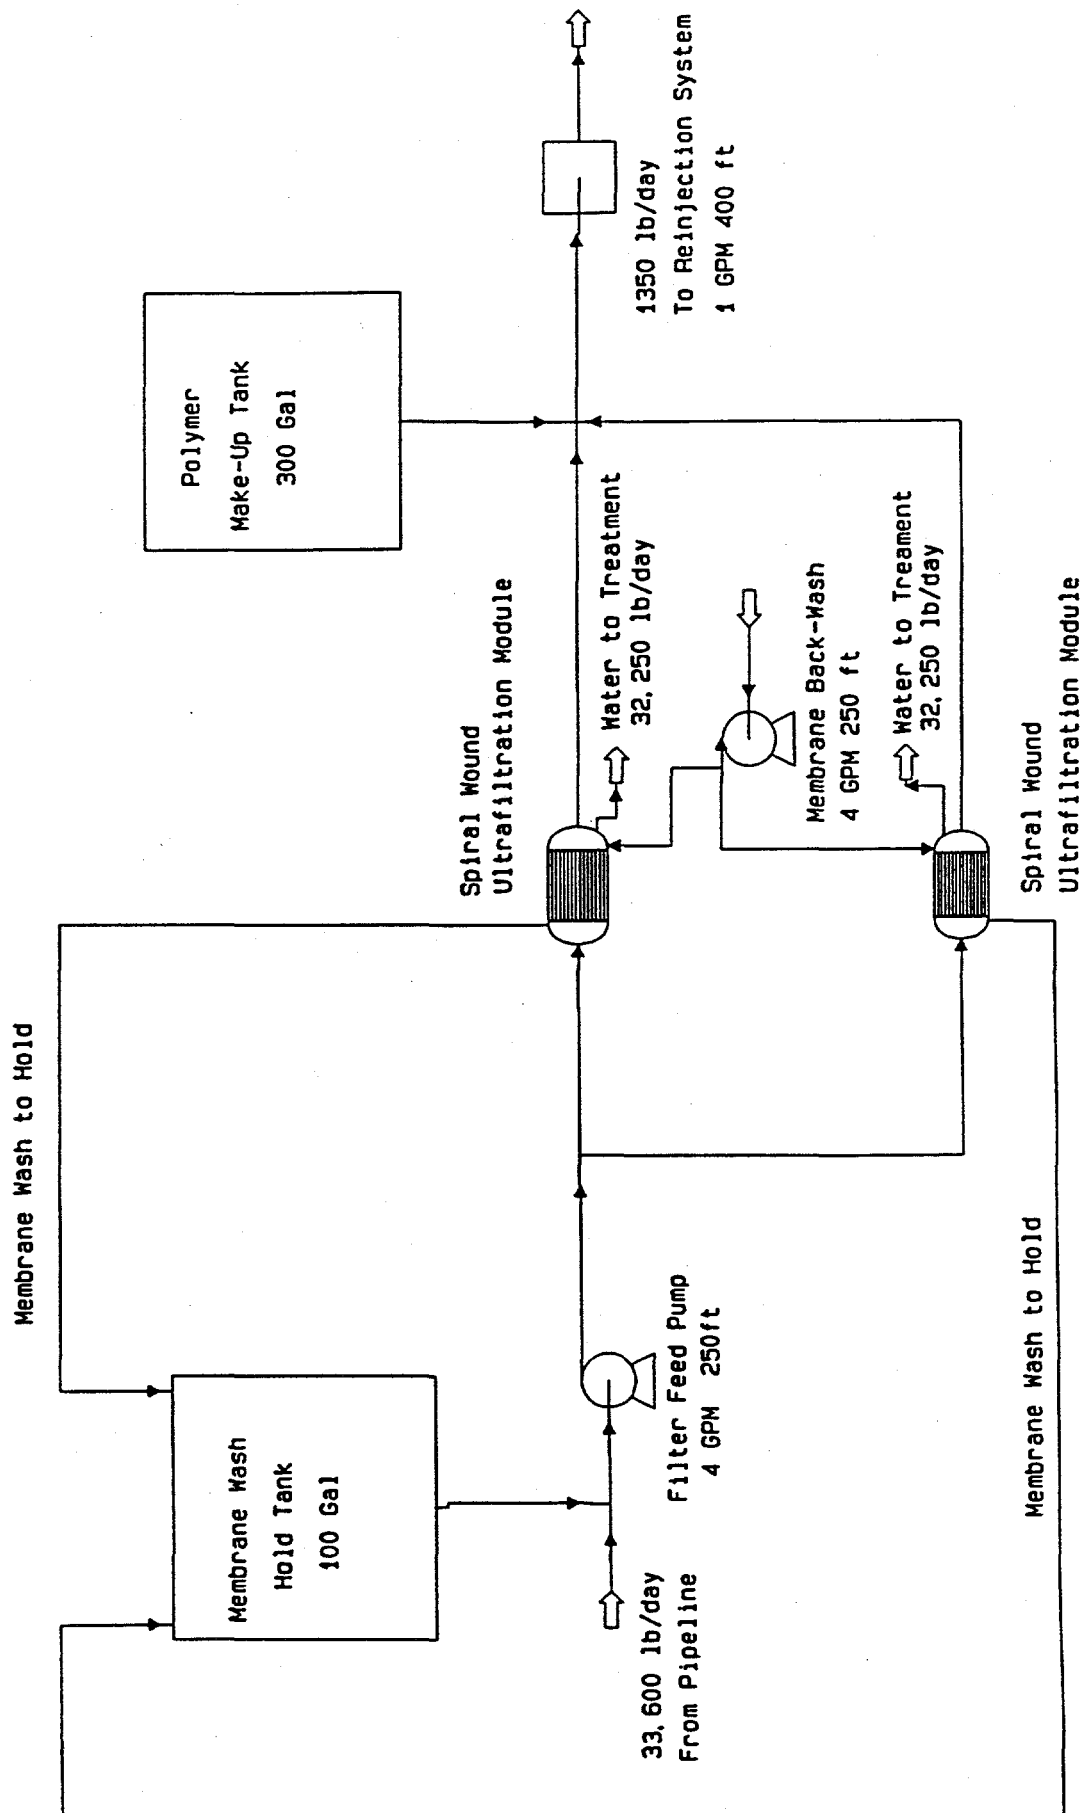 Membrane Wash to Hold
Membrane Wash
Hold Tank
100 Gal
33,600 lb/day
From Pipeline
Filter Feed Pump
4 GPM 250ft
Spiral Wound
Ultrafiltration Module
Polymer
Make-Up Tank
300 Gal
Water to Treatment
32,250 lb/day
1350 lb/day
To Reinjection System
1 GPM 400 ft
Membrane Back-Wash
4 GPM 250 ft
Water to Treament
32,250 lb/day
Membrane Wash to Hold
Spiral Wound
Ultrafiltration Module